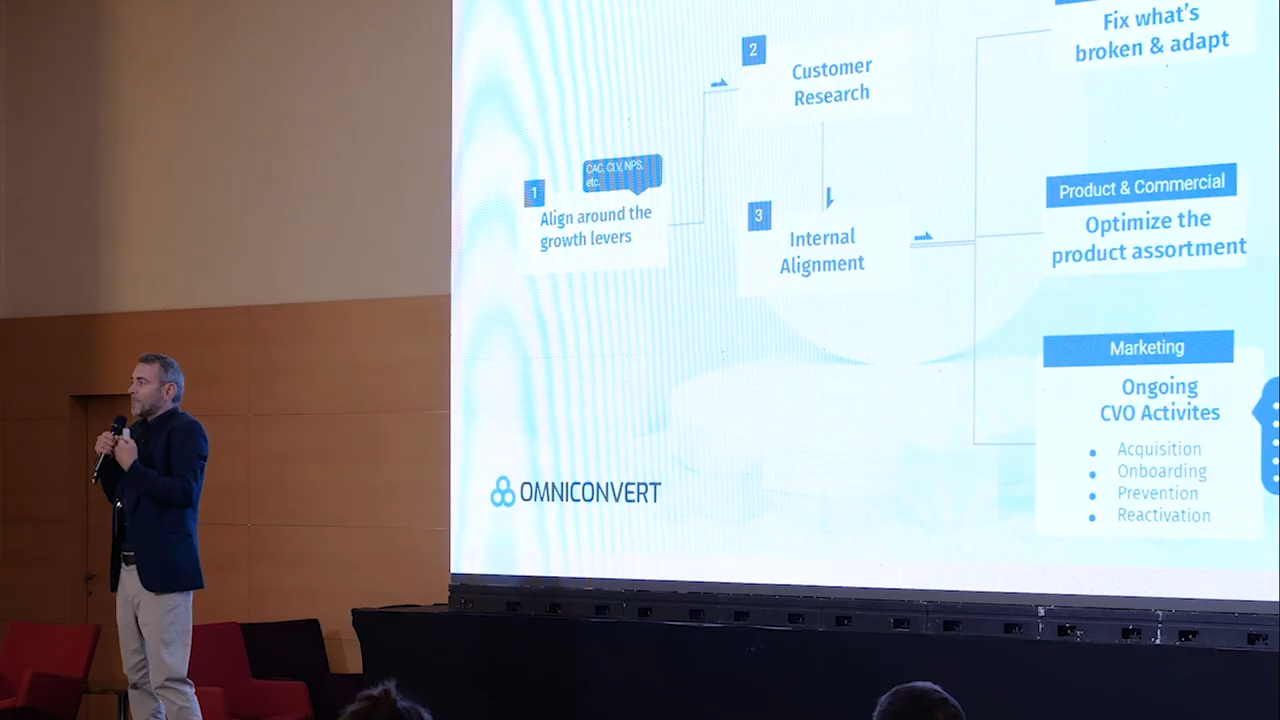 Fix what's
broken & adapt
2
Customer
Research
CAC, CLV, NPS,
etc.
1
Align around the
growth levers
3
Internal
Alignment
Product & Commercial
Optimize the
product assortment
Marketing
Ongoing
CVO Activites
• Acquisition
• Onboarding
• Prevention
• Reactivation
OMNICONVERT